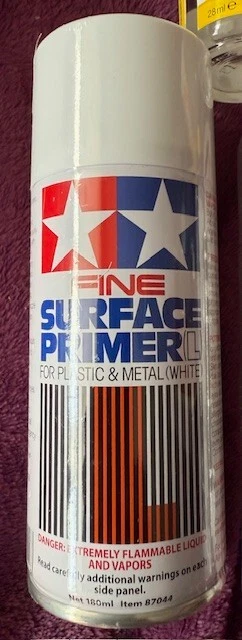 28ml e
FINE
SURFACE
PRIMER(L
FOR PLASTIC & METAL (WHITE
DANGER: EXTREMELY FLAMMABLE LIQUID
AND VAPORS
Read carefully additional warnings on each
side panel.
Net 180ml Item 87044